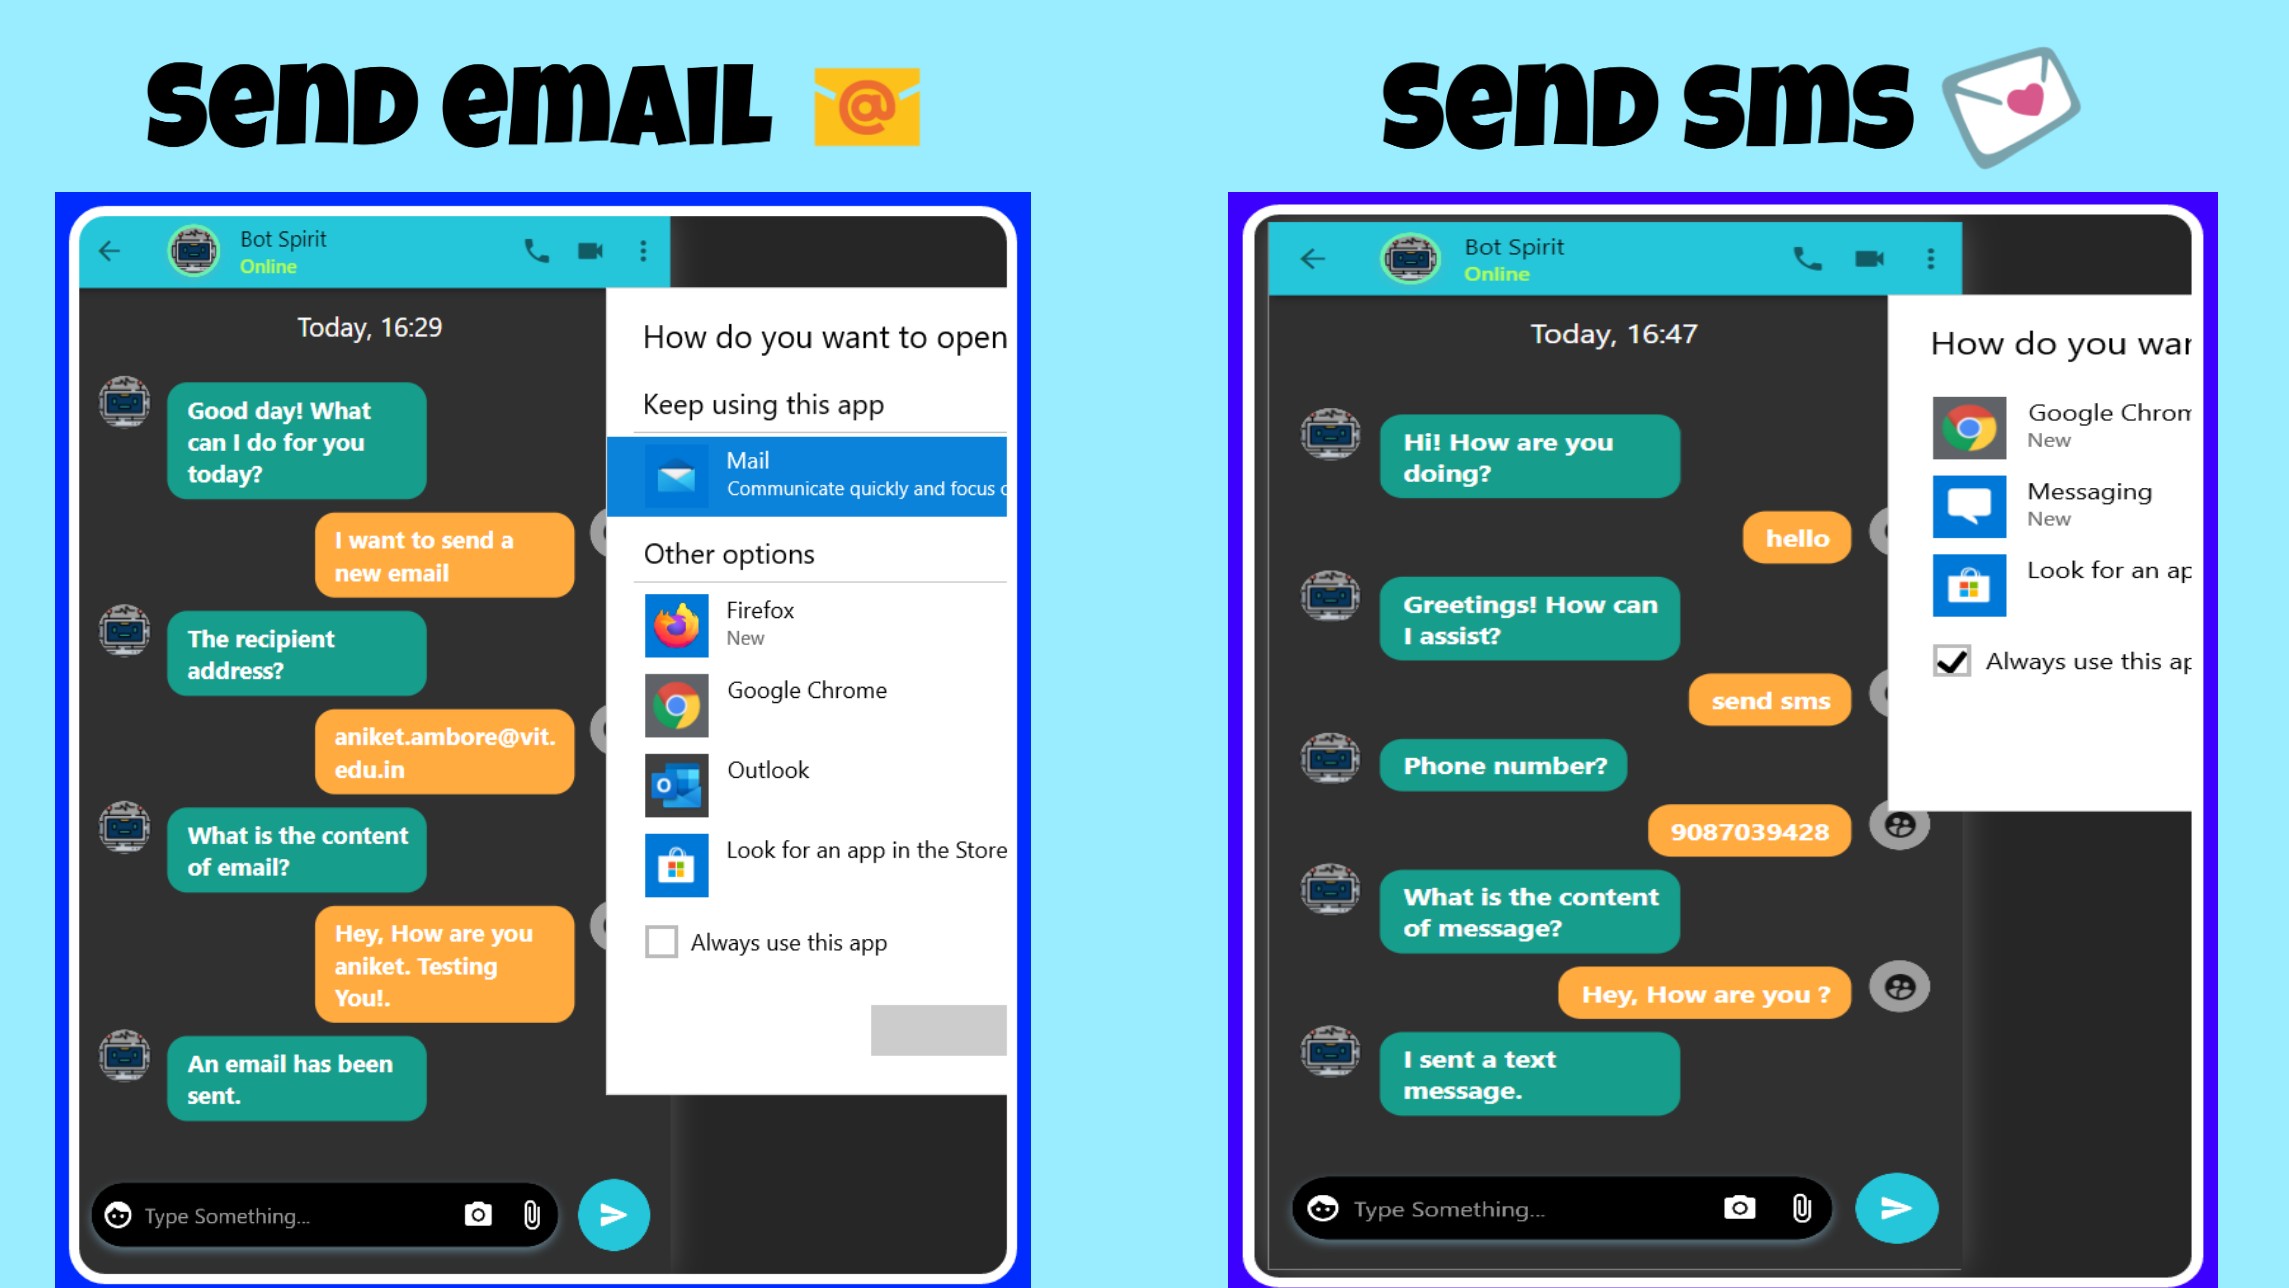 Send email
Bot Spirit
Online
Today, 16:29
Good day! What
can I do for you
today?
I want to send a
new email
The recipient
address?
aniket.ambore@vit.
edu.in
What is the content
of email?
Hey, How are you
aniket. Testing
You!.
An email has been
sent.
Type Something...
How do you want to open
Keep using this app
Mail
Communicate quickly and focus
Other options
Firefox
New
Google Chrome
Outlook
Look for an app in the Store
Always use this app
Send sms
Bot Spirit
Online
Today, 16:47
Hi! How are you
doing?
hello
Greetings! How can
I assist?
send sms
Phone number?
9087039428
What is the content
of message?
Hey, How are you ?
I sent a text
message.
Type Something...
How do you
Google
New
Messaging
New
Look for an
Always use this